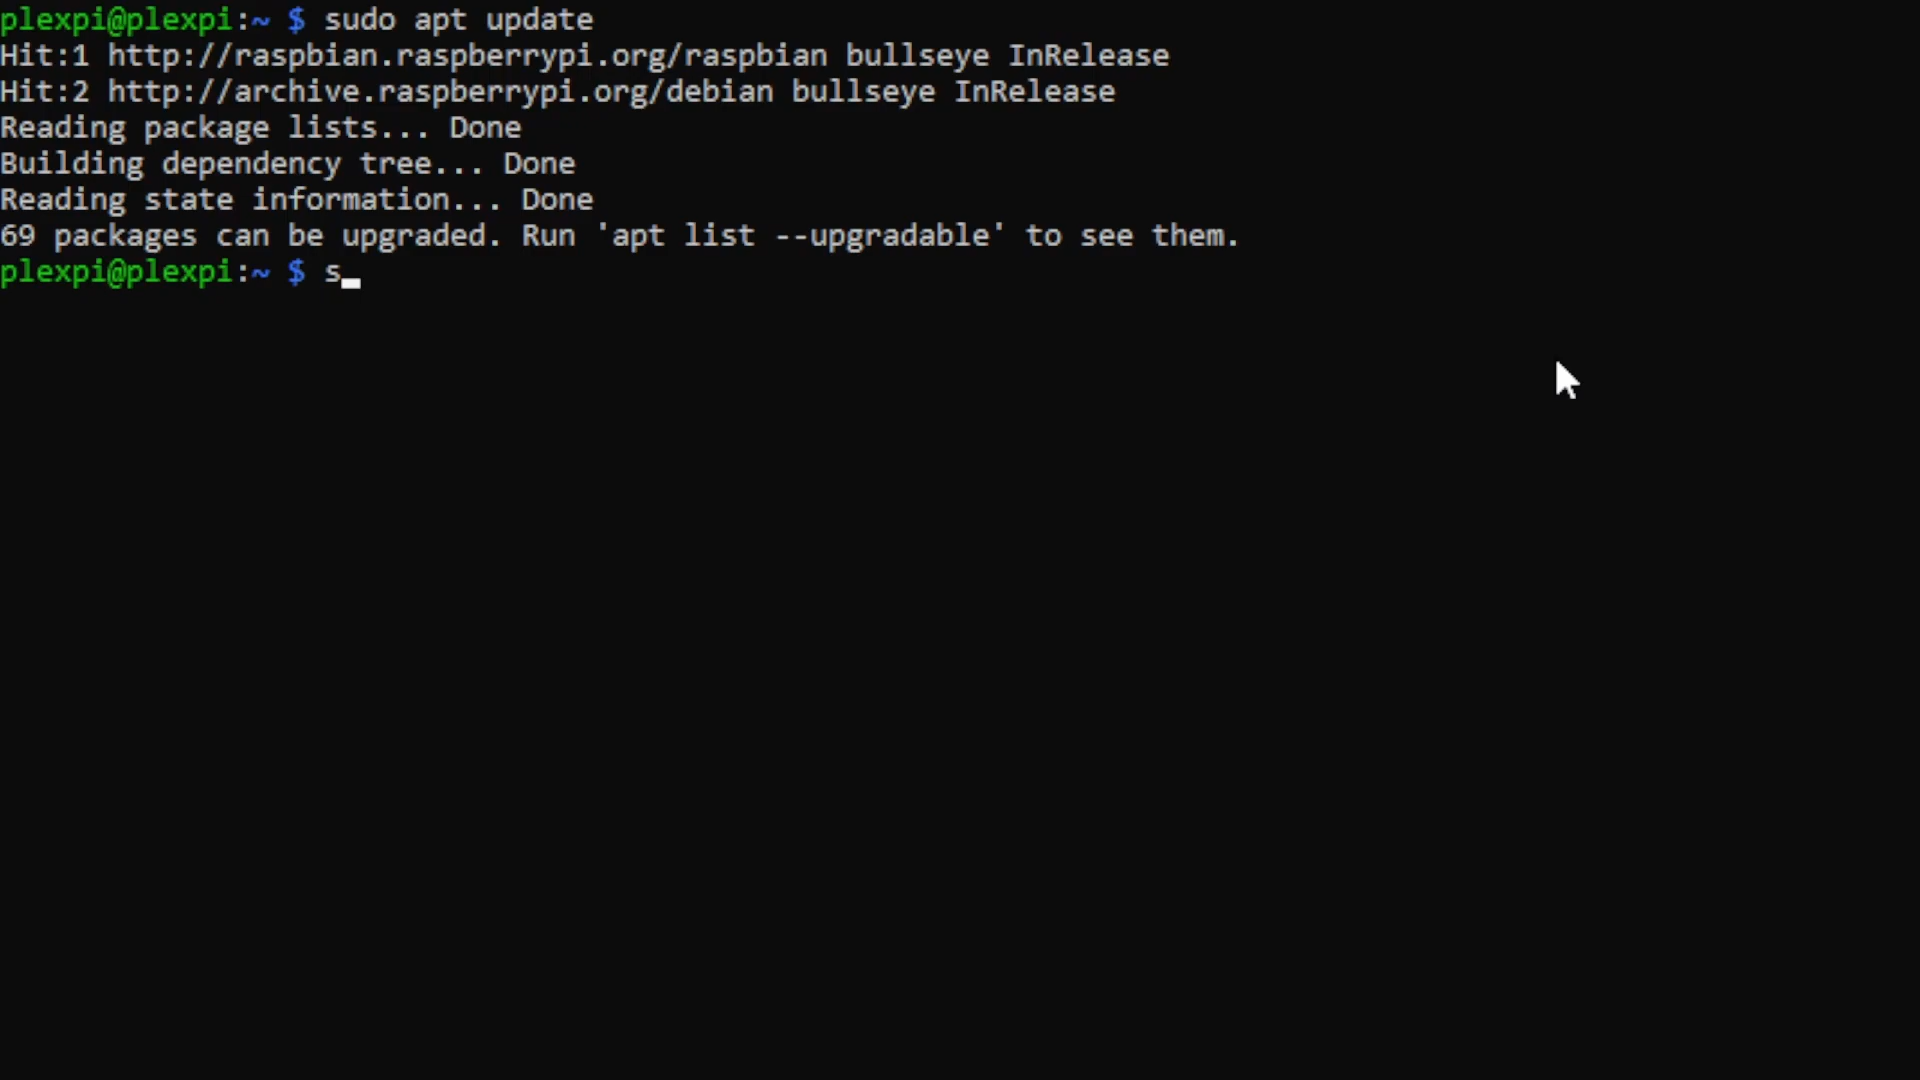 plexpi@plexpi:~ $ sudo apt update
Hit:1 http://raspbian.raspberrypi.org/raspbian bullseye InRelease
Hit:2 http://archive.raspberrypi.org/debian bullseye InRelease
Reading package lists... Done
Building dependency tree... Done
Reading state information... Done
69 packages can be upgraded. Run 'apt list --upgradable' to see them.
plexpi@plexpi:~ $ s